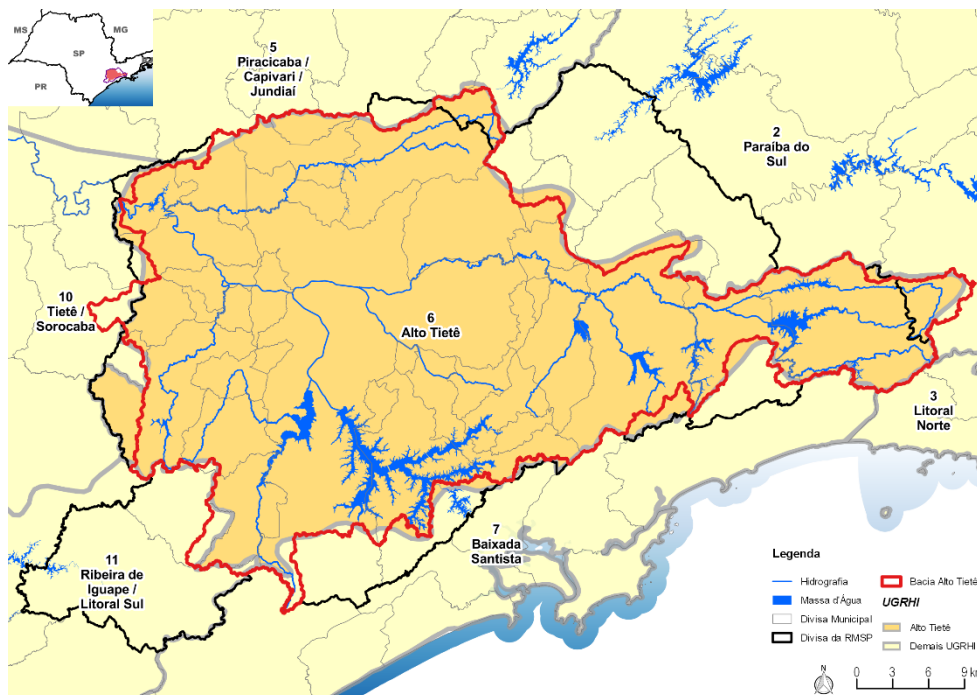 MS
MG
SP
PR
5
Piracicaba /
Capivari /
Jundiaí
2
Paraíba do
Sul
10
Tietê /
Sorocaba
6
Alto Tietê
3
Litoral
Norte
7
Baixada
Santista
11
Ribeira de
Iguape /
Litoral Sul
Legenda
Hidrografia
Massa d'Água
Divisa Municipal
Divisa da RMSP
Bacia Alto Tietê
UGRHI
Alto Tietê
Demais UGRHI
N
0 3 6 9 km